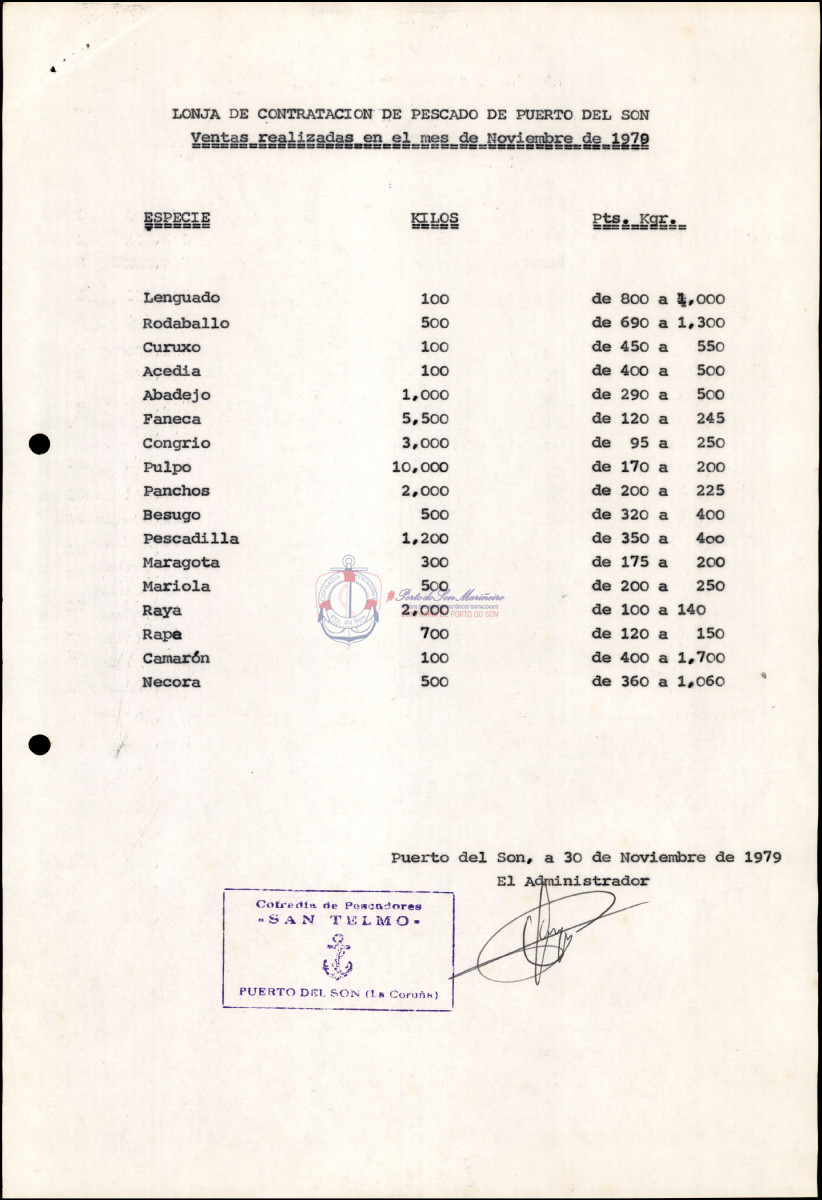 LONJA DE CONTRATACION DE PESCADO DE PUERTO DEL SON
Ventas realizadas en el mes de Noviembre de 1979
ESPECIE KILOS Pts. Kgr.
Lenguado 100 de 800 a 1,000
Rodaballo 500 de 690 a 1,300
Curuxo 100 de 450 a 550
Acedia 100 de 400 a 500
Abadejo 1,000 de 290 a 500
Faneca 5,500 de 120 a 245
Congrio 3,000 de 95 a 250
Pulpo 10,000 de 170 a 200
Panchos 2,000 de 200 a 225
Besugo 500 de 320 a 400
Pescadilla 1,200 de 350 a 400
Maragota 300 de 175 a 200
Mariola 500 de 200 a 250
Raya 2,000 de 100 a 140
Rape 700 de 120 a 150
Camarón 100 de 400 a 1,700
Necora 500 de 360 a 1,060
Porto do Son Mariñeiro
DE PORTO DO SON
Puerto del Son, a 30 de Noviembre de 1979
El Administrador
Cofradia de Pescadores
«SAN TELMO»
PUERTO DEL SON (La Coruña)